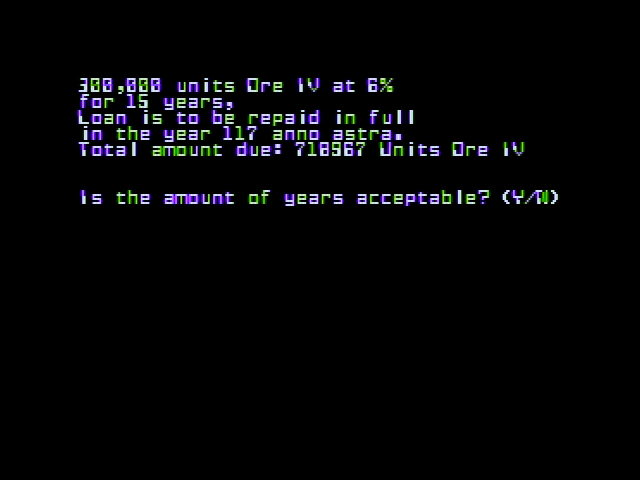 300,000 units Ore IV at 6%
for 15 years,
Loan is to be repaid in full
in the year 117 anno astra.
Total amount due: 718967 Units Ore IV
Is the amount of years acceptable? (Y/N)